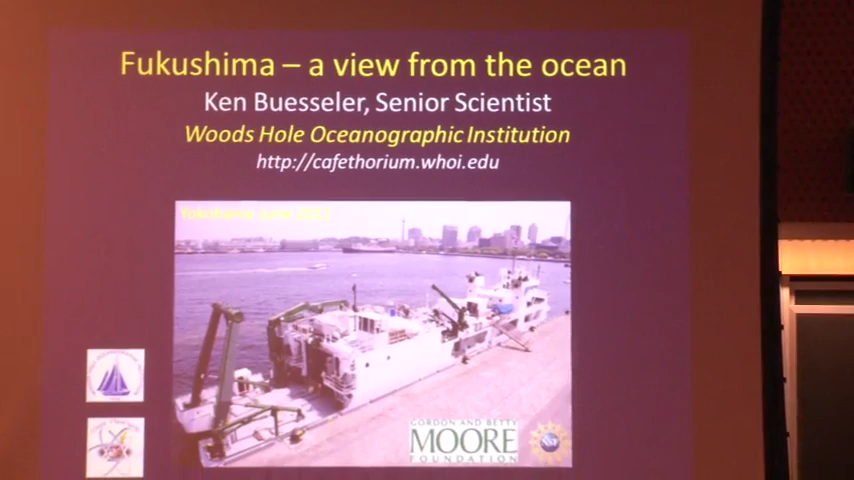 Fukushima – a view from the ocean
Ken Buesseler, Senior Scientist
Woods Hole Oceanographic Institution
http://cafethorium.whoi.edu
Yokohama June 2011
GORDON AND BETTY
MOORE
FOUNDATION
NSF